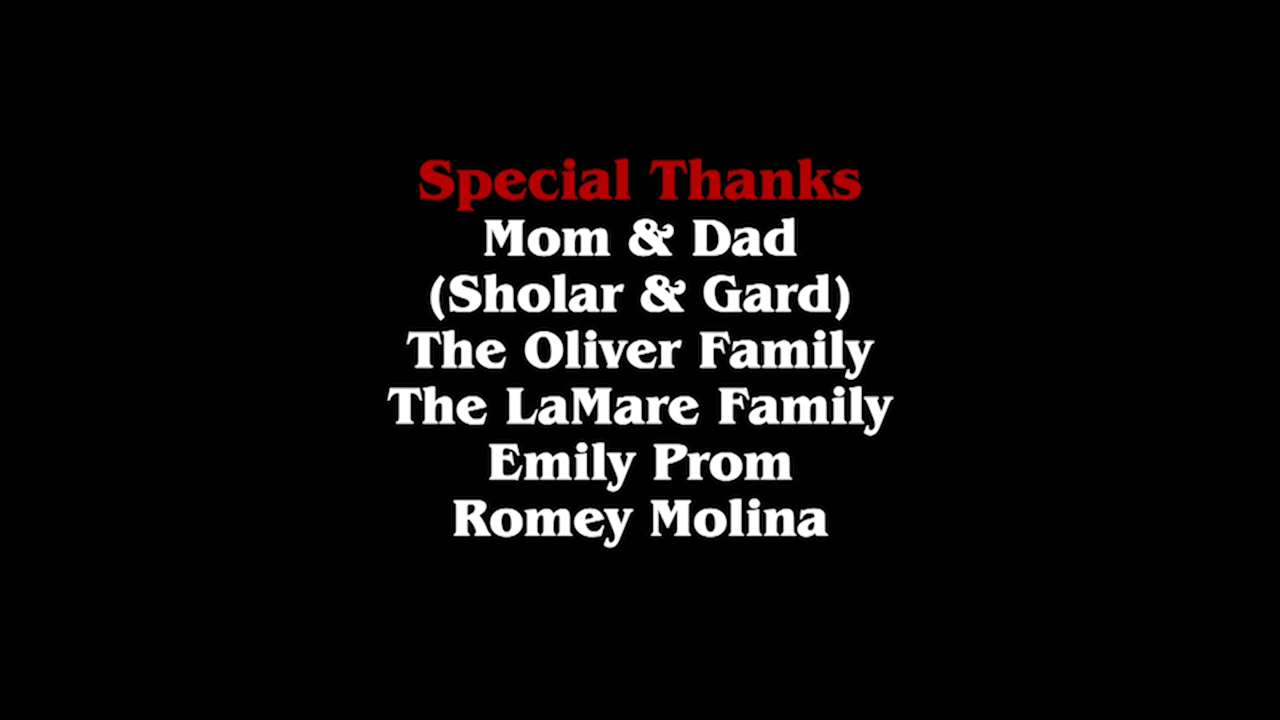 Special Thanks
Mom & Dad
(Sholar & Gard)
The Oliver Family
The LaMare Family
Emily Prom
Romey Molina